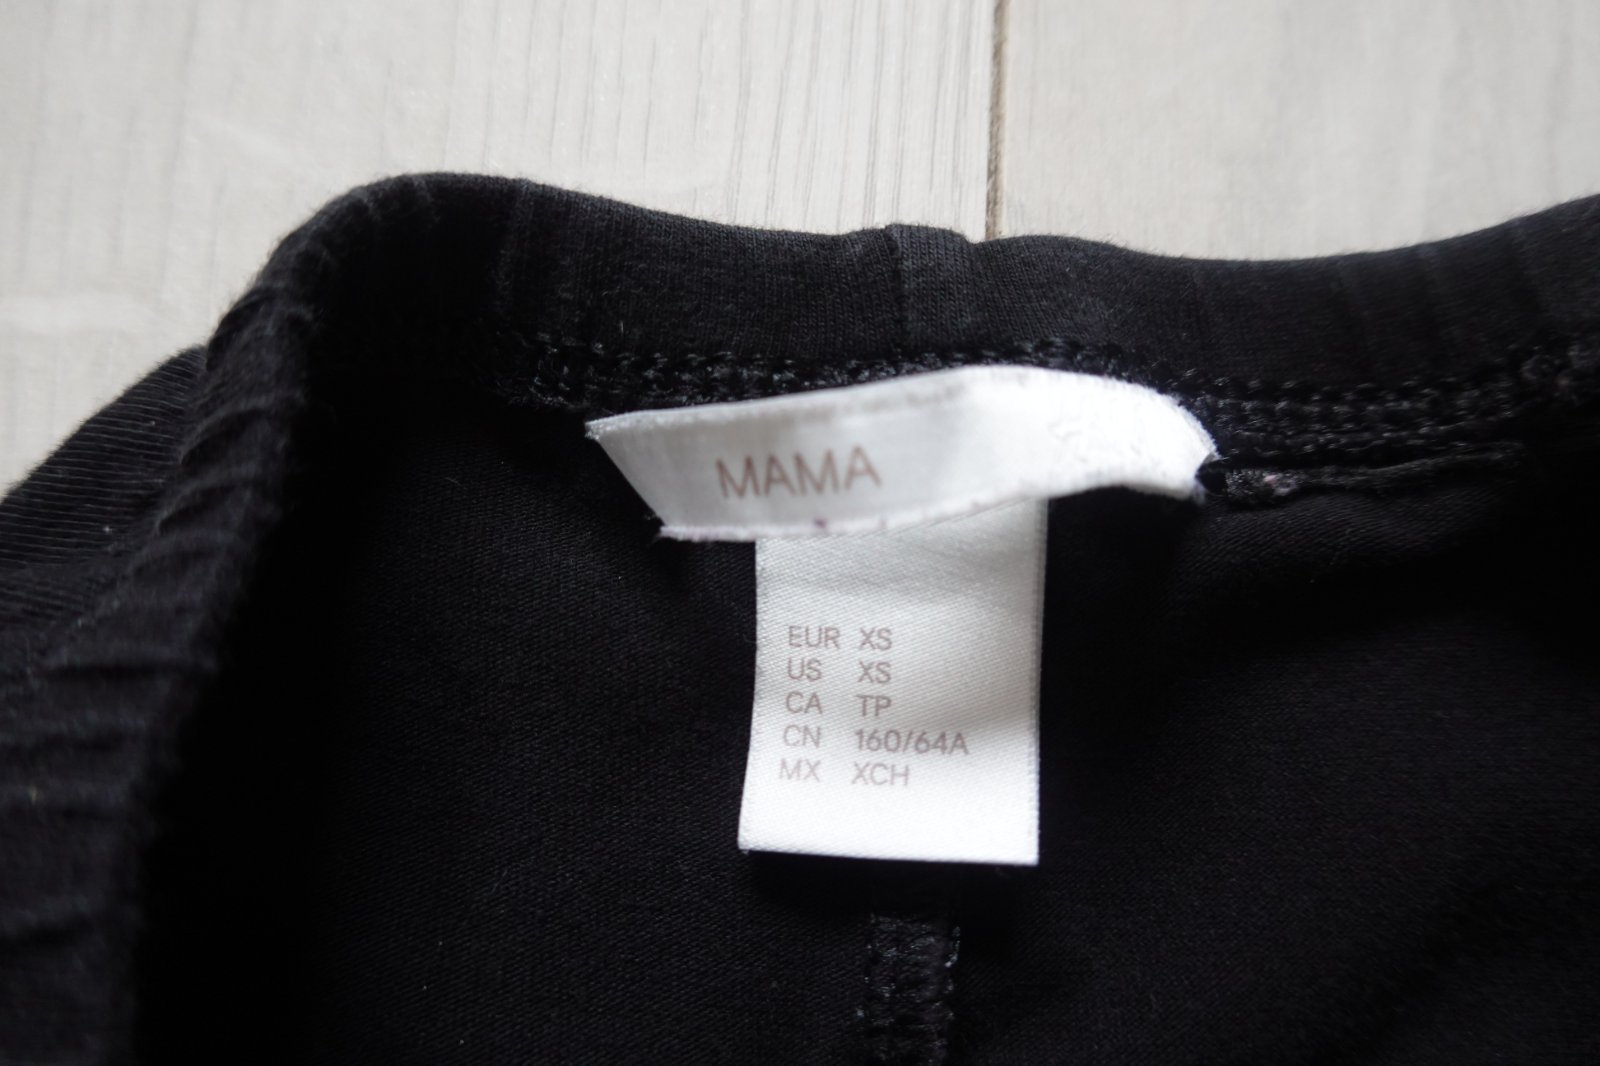 MAMA
EUR XS
US XS
CA TP
CN 160/64A
MX XCH